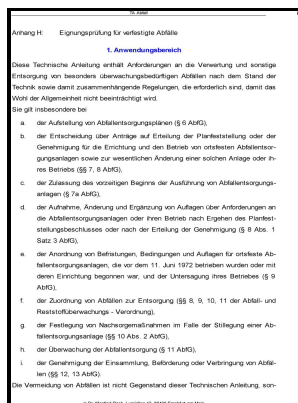 TA Abfall
Anhang H: Eignungsprüfung für verfestigte Abfälle
1. Anwendungsbereich
Diese Technische Anleitung enthält Anforderungen an die Verwertung und sonstige
Entsorgung von besonders überwachungsbedürftigen Abfällen nach dem Stand der
Technik sowie damit zusammenhängende Regelungen, die erforderlich sind, damit das
Wohl der Allgemeinheit nicht beeinträchtigt wird.
Sie gilt insbesondere bei
a. der Aufstellung von Abfallentsorgungsplänen (§ 6 AbfG),
b. der Entscheidung über Anträge auf Erteilung der Planfeststellung oder der
Genehmigung für die Errichtung und den Betrieb von ortsfesten Abfallentsor-
gungsanlagen sowie zur wesentlichen Änderung einer solchen Anlage oder ih-
res Betriebes (§§ 7, 8 AbfG),
c. der Zulassung des vorzeitigen Beginns der Ausführung von Abfallentsorgungs-
anlagen (§ 7a AbfG),
d. der Aufnahme, Änderung und Ergänzung von Auflagen über Anforderungen an
die Abfallentsorgungsanlagen oder ihren Betrieb nach Ergehen des Planfest-
stellungsbeschlusses oder nach der Erteilung der Genehmigung (§ 8 Abs. 1
Satz 3 AbfG),
e. der Anordnung von Befristungen, Bedingungen und Auflagen für ortsfeste Ab-
fallentsorgungsanlagen, die vor dem 11. Juni 1972 betrieben wurden oder mit
deren Einrichtung begonnen war, und der Untersagung ihres Betriebes (§ 9
AbfG),
f. der Zuordnung von Abfällen zur Entsorgung (§§ 8, 9, 10, 11 der Abfall- und
Reststoffüberwachungs - Verordnung),
g. der Festlegung von Nachsorgemaßnahmen im Falle der Stillegung einer Ab-
fallentsorgungsanlage (§§ 10 Abs. 2 AbfG),
h. der Überwachung der Abfallentsorgung (§ 11 AbfG),
i. der Genehmigung der Einsammlung, Beförderung oder Verbringung von Abfäl-
len (§§ 12, 13 AbfG).
Die Vermeidung von Abfällen ist nicht Gegenstand dieser Technischen Anleitung, son-